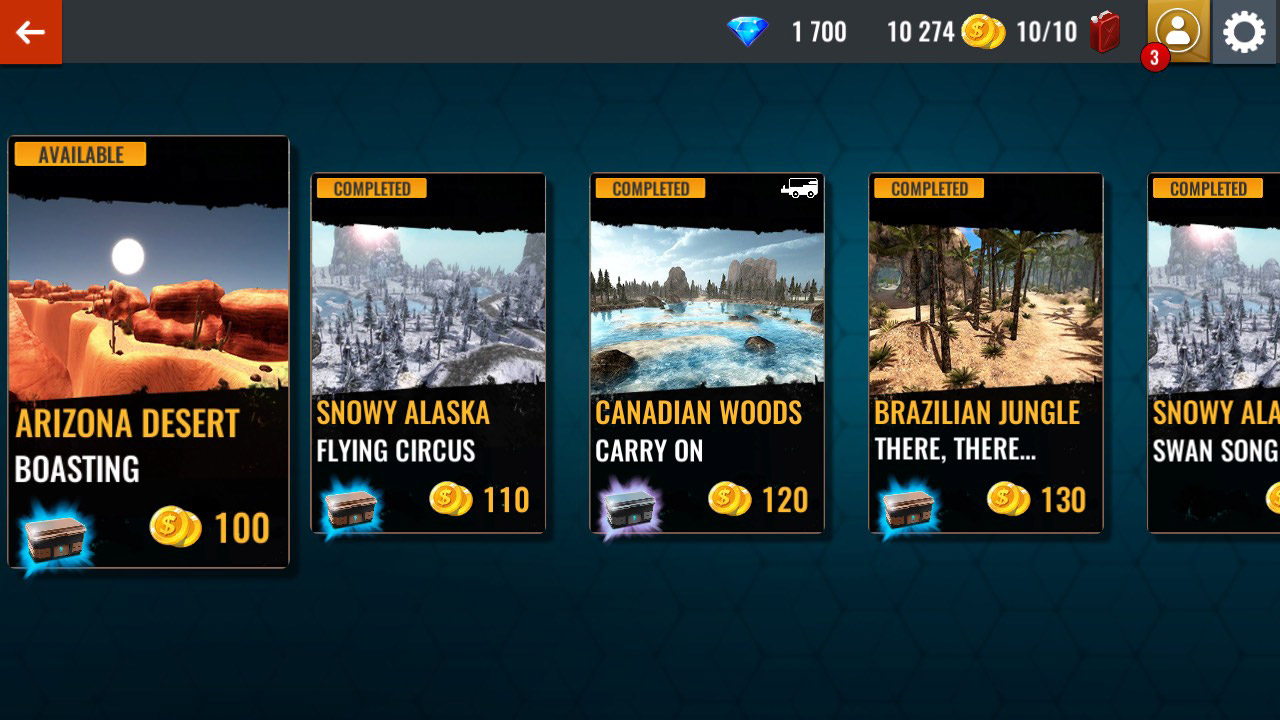 1 700
10 274
10/10
3
AVAILABLE
ARIZONA DESERT
BOASTING
100
COMPLETED
SNOWY ALASKA
FLYING CIRCUS
110
COMPLETED
CANADIAN WOODS
CARRY ON
120
COMPLETED
BRAZILIAN JUNGLE
THERE, THERE...
130
COMPLETED
SNOWY ALA
SWAN SONG